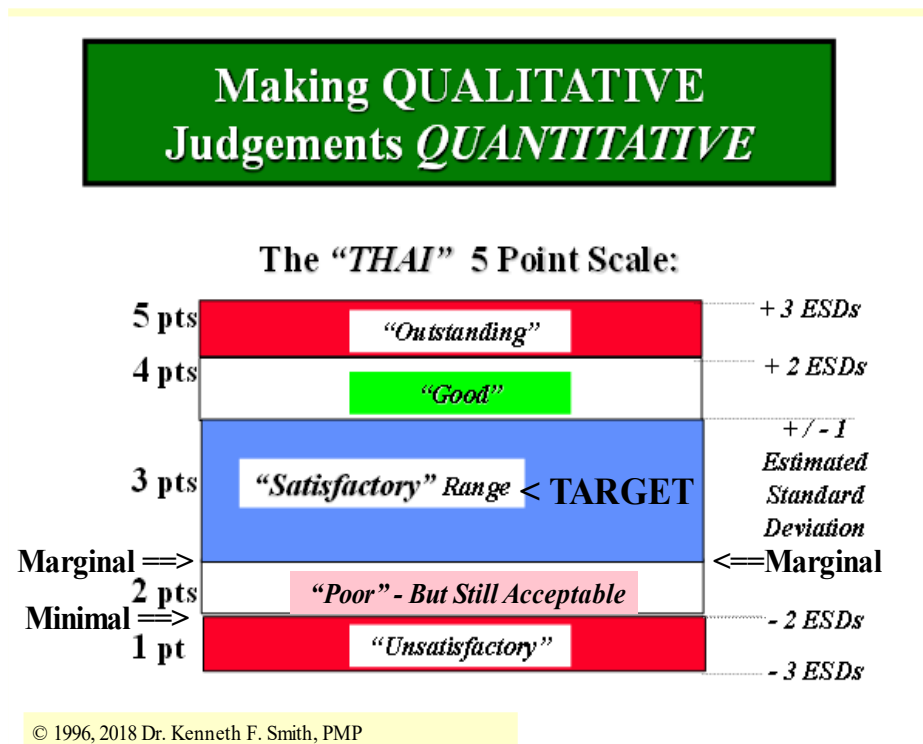 Making QUALITATIVE
Judgements QUANTITATIVE
The “THAI” 5 Point Scale:
5 pts
“Outstanding”
+ 3 ESDs
4 pts
+ 2 ESDs
“Good”
+ / - 1
Estimated
Standard
Deviation
3 pts
“Satisfactory” Range < TARGET
Marginal ==>
<==Marginal
2 pts
“Poor” - But Still Acceptable
Minimal ==>
- 2 ESDs
1 pt
“Unsatisfactory”
- 3 ESDs
© 1996, 2018 Dr. Kenneth F. Smith, PMP